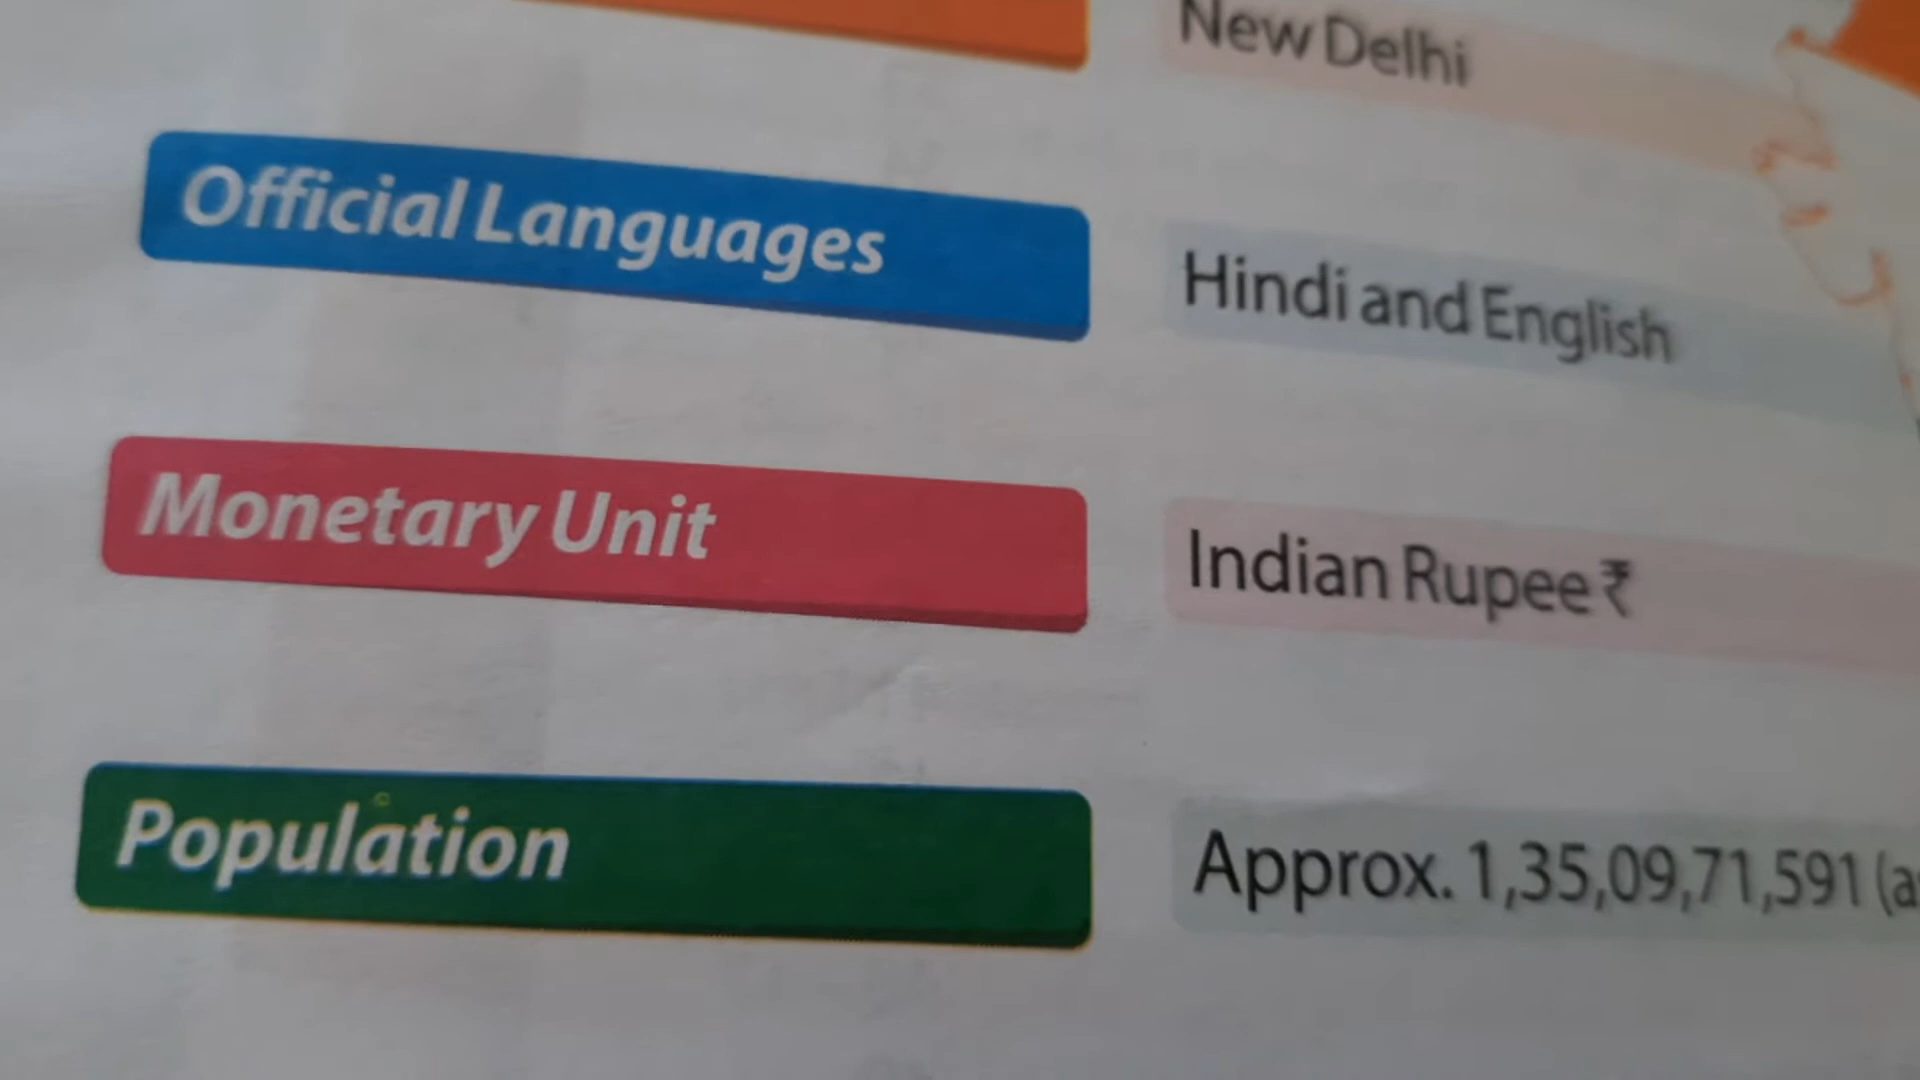 New Delhi
Official Languages
Hindi and English
Monetary Unit
Indian Rupee ₹
Population
Approx. 1,35,09,71,591